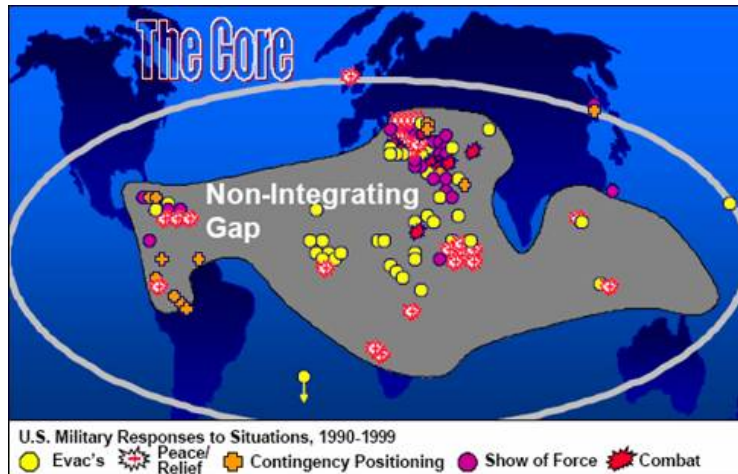 The Core
Non-Integrating
Gap
U.S. Military Responses to Situations, 1990-1999
Evac's
Peace/
Relief
Contingency Positioning
Show of Force
Combat